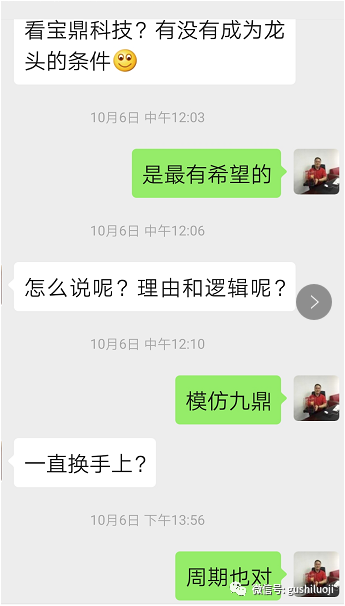 看宝鼎科技？有没有成为龙
头的条件
10月6日 中午12:03
是最有希望的
10月6日 中午12:06
怎么说呢？理由和逻辑呢？
10月6日 中午12:10
模仿九鼎
一直换手上？
10月6日 下午13:56
周期也对
微信号: gushiluoji